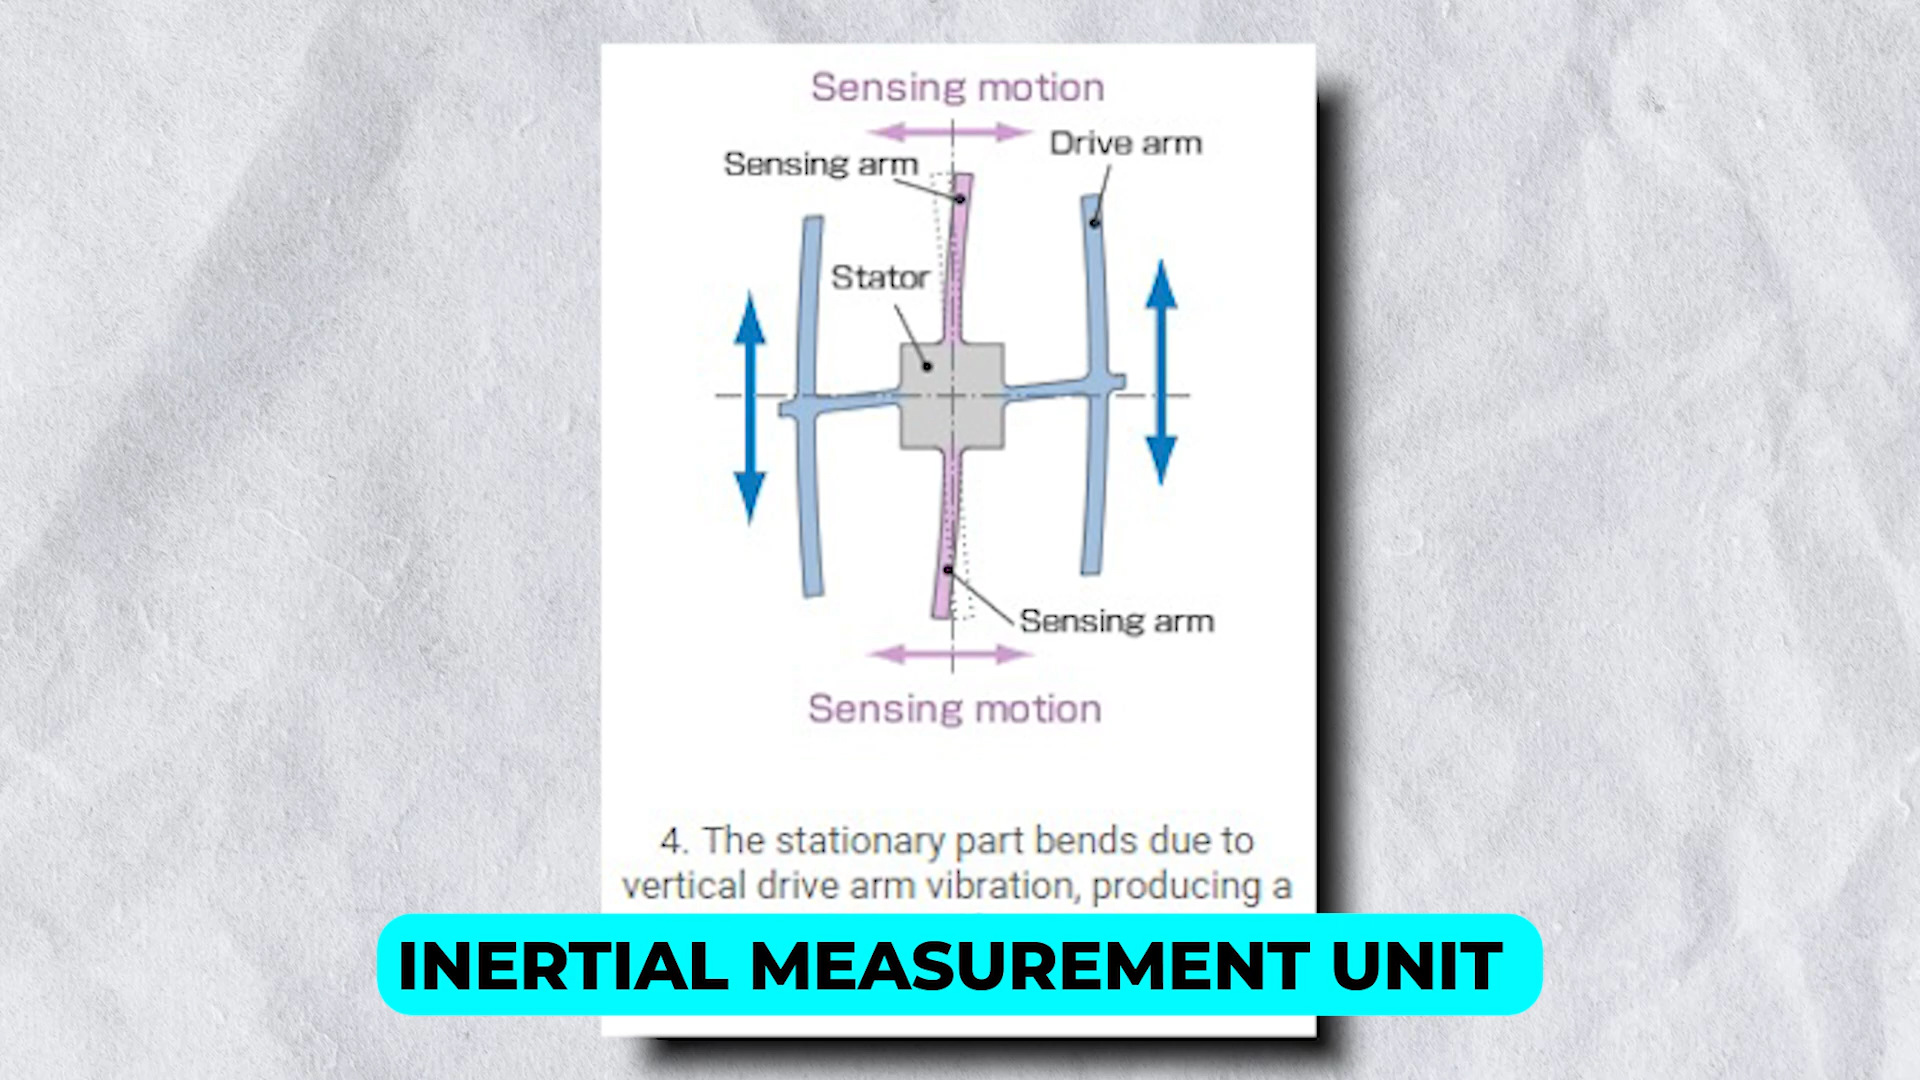 Sensing motion
Drive arm
Sensing arm
Stator
Sensing arm
Sensing motion
4. The stationary part bends due to
vertical drive arm vibration, producing a
INERTIAL MEASUREMENT UNIT